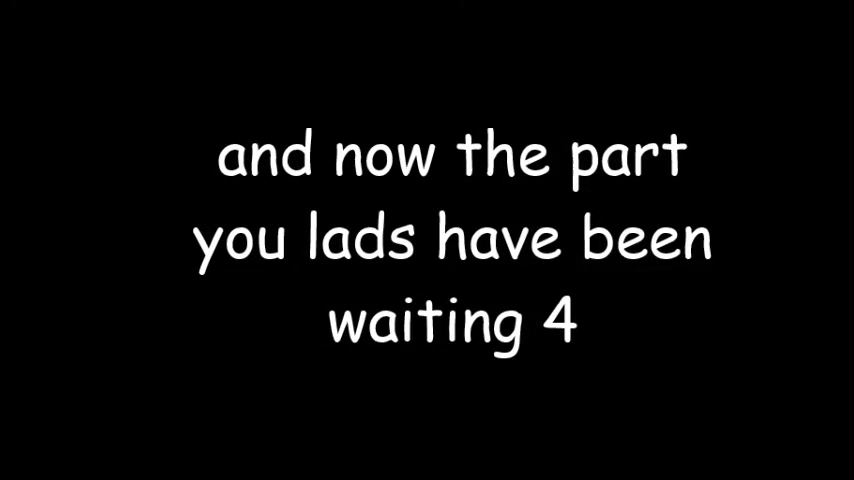 and now the part
you lads have been
waiting 4